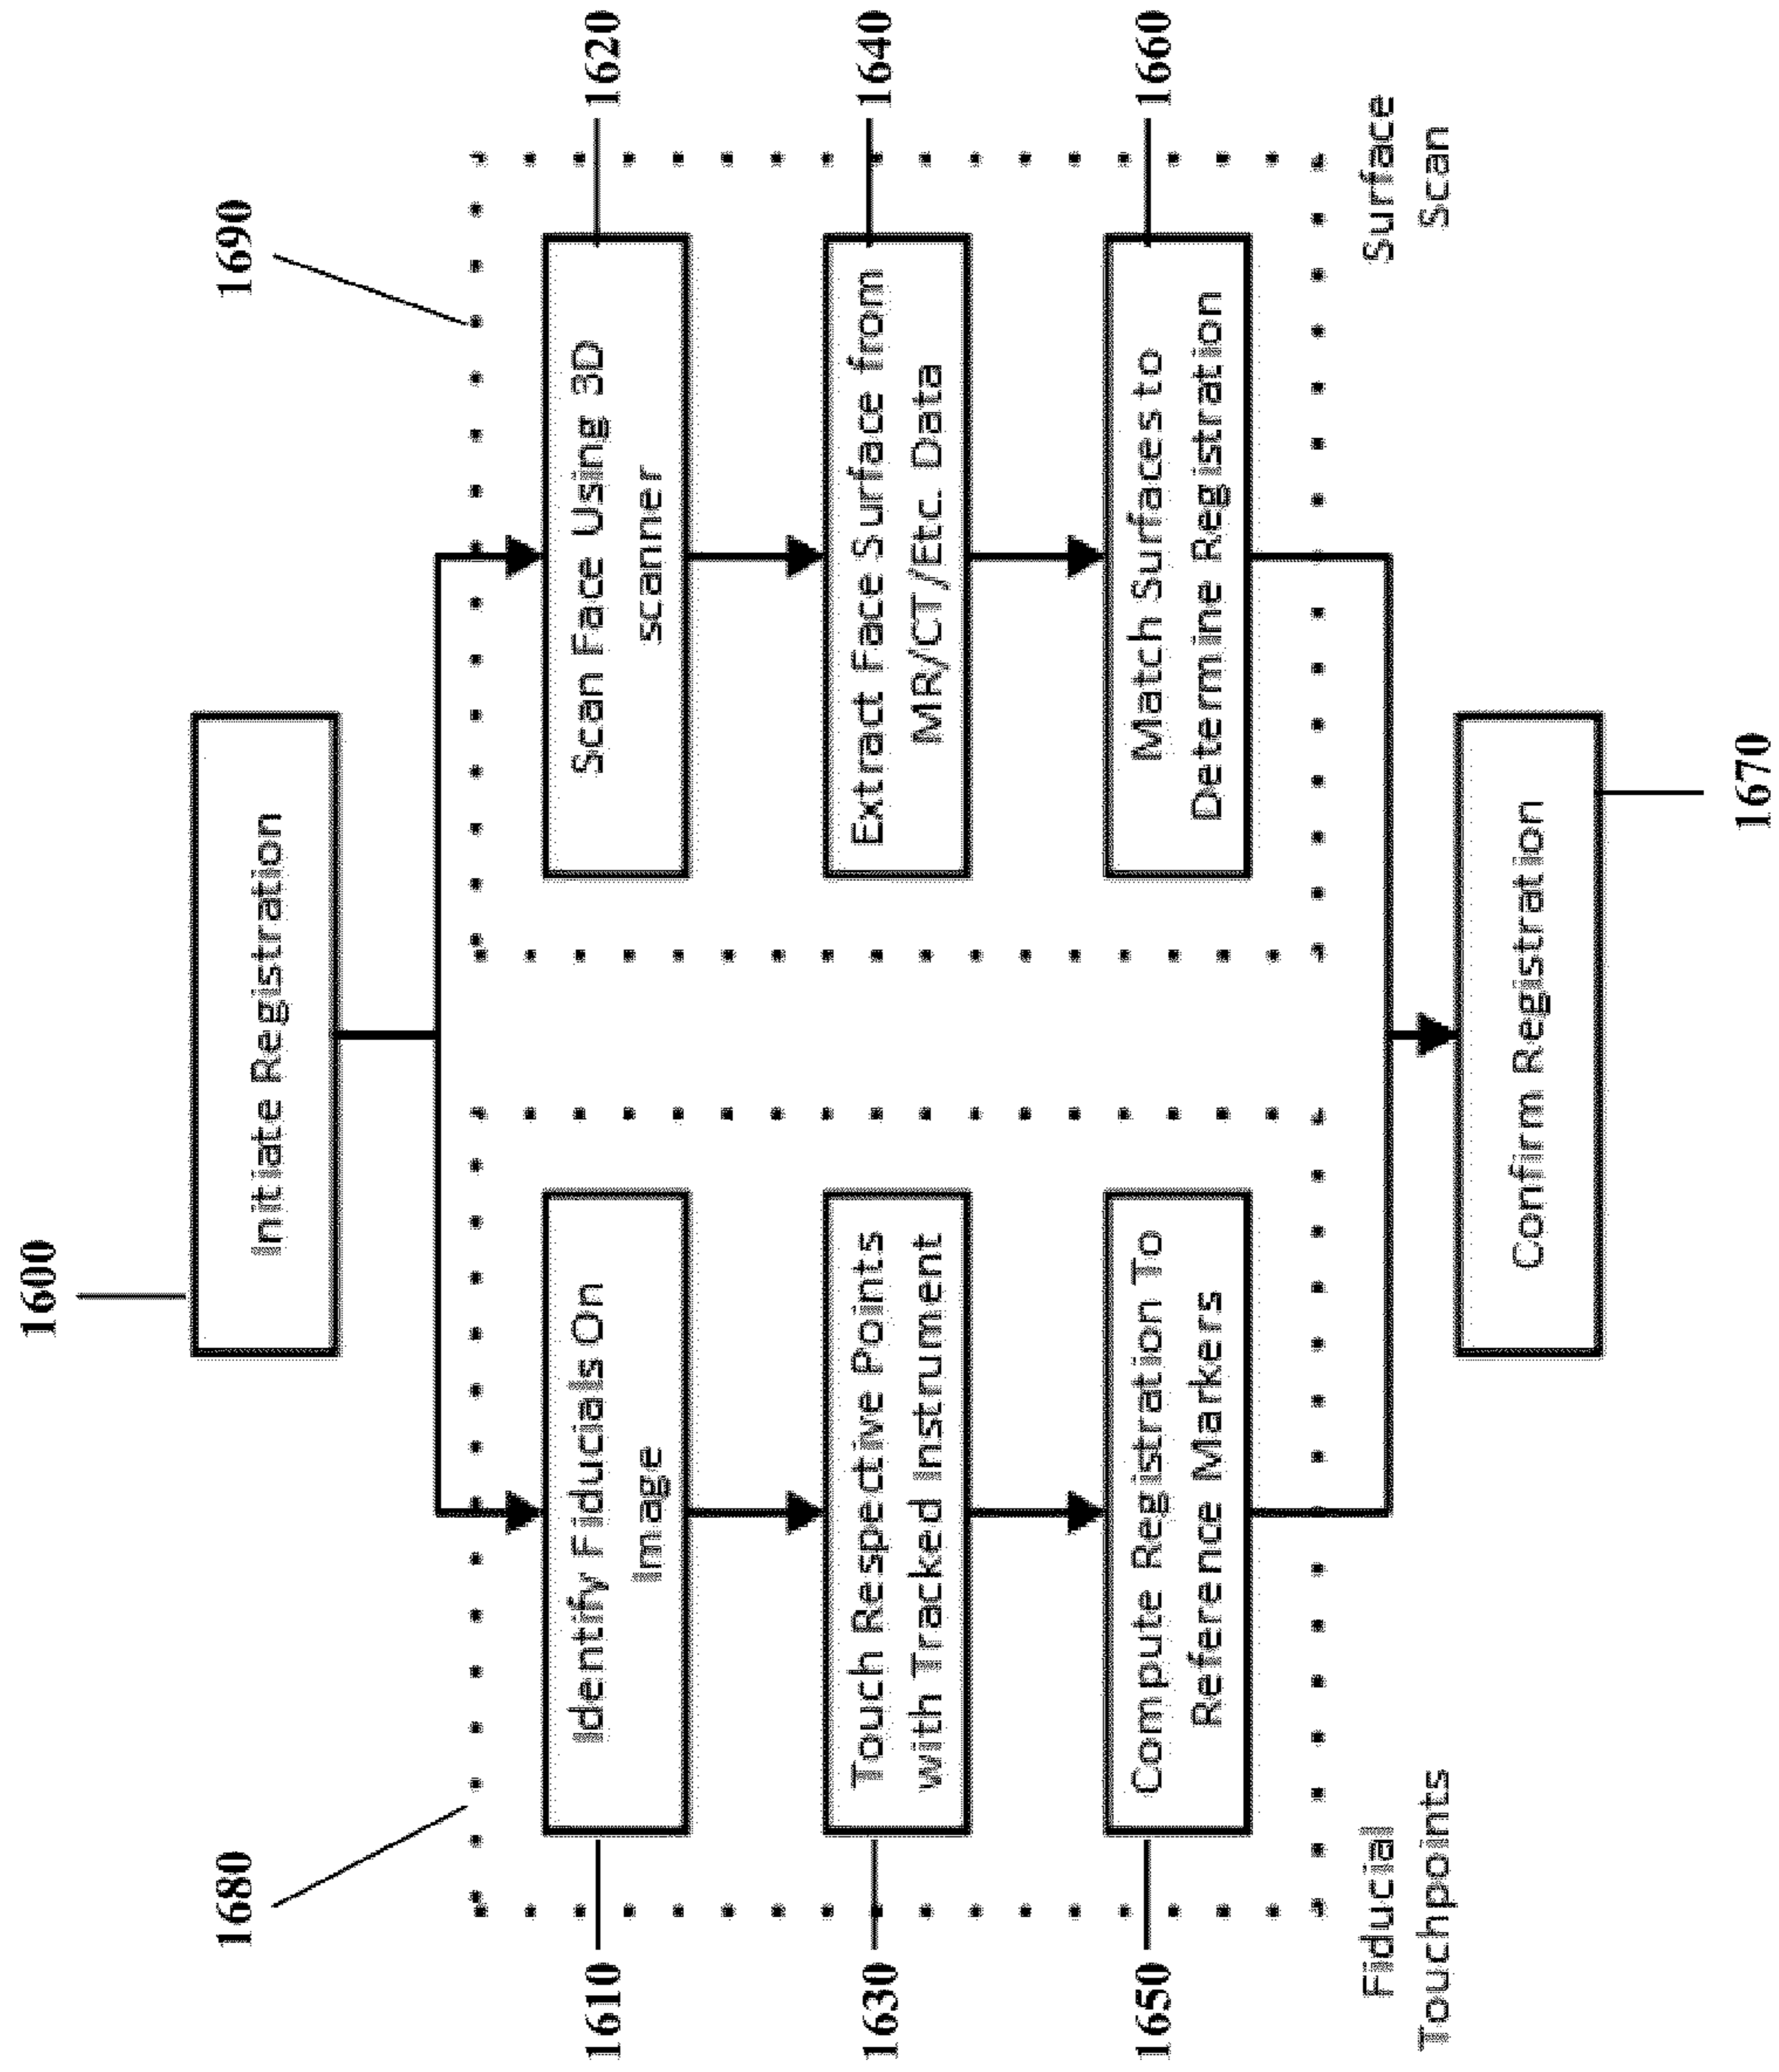 1600
Initiate Registration
1680
1690
1610
Identify Fiducials On
Image
Scan Face Using 3D
scanner
1620
1630
Touch Respective Points
with Tracked Instrument
Extract Face Surface from
MR/CT/Etc. Data
1640
1650
Compute Registration To
Reference Markers
Match Surfaces to
Determine Registration
1660
Fiducial
Touchpoints
Surface
Scan
Confirm Registration
1670